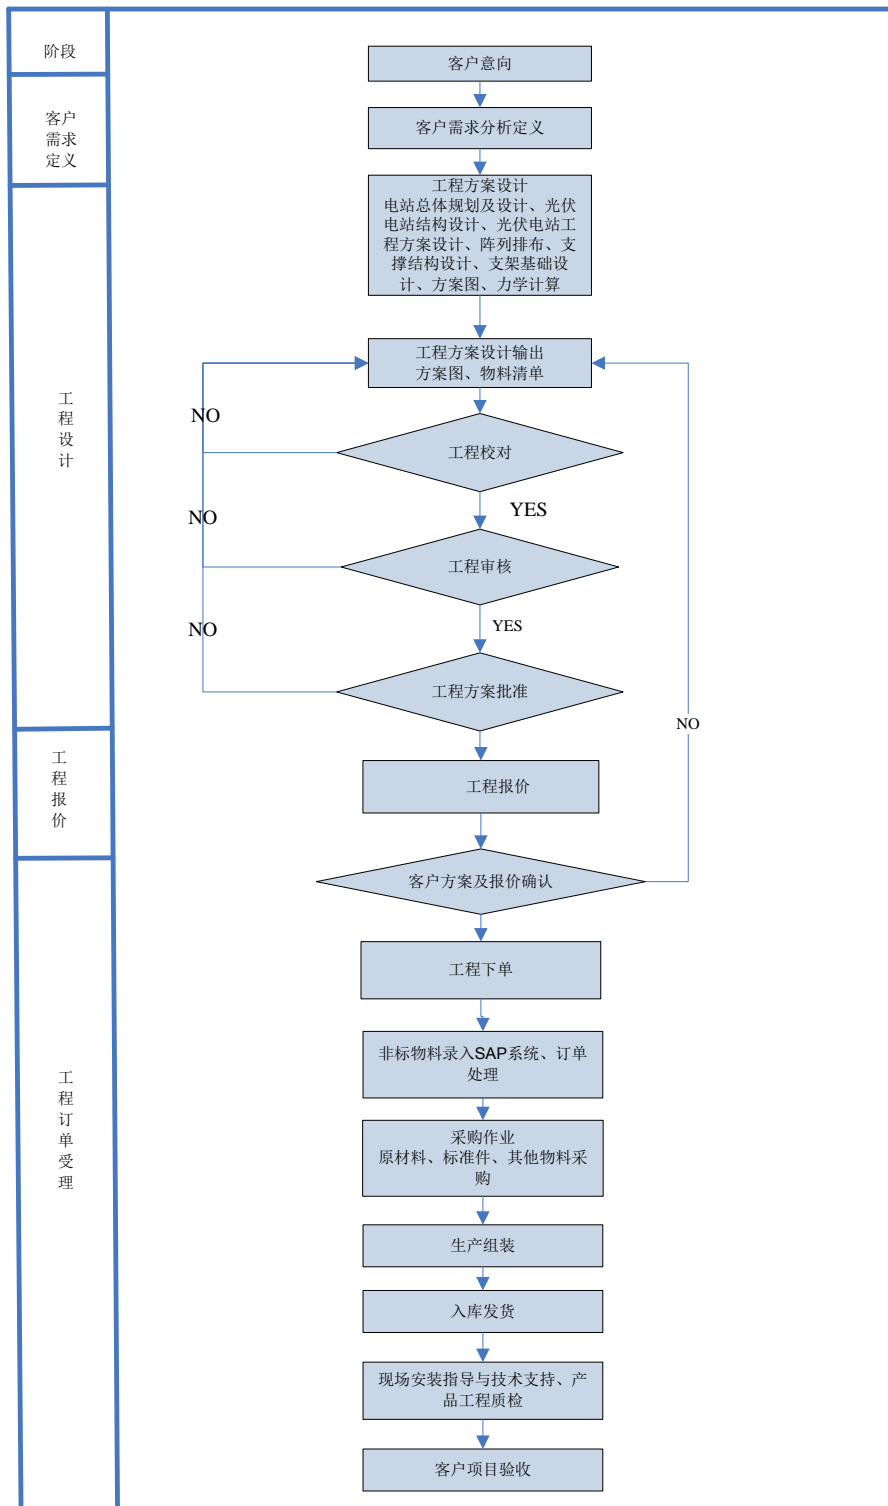 阶段
客户
需求
定义
工
程
设
计
工
程
报
价
工
程
订
单
受
理
客户意向
客户需求分析定义
工程方案设计
电站总体规划及设计、光伏
电站结构设计、光伏电站工
程方案设计、阵列排布、支
撑结构设计、支架基础设
计、方案图、力学计算
工程方案设计输出
方案图、物料清单
NO
工程校对
YES
NO
工程审核
YES
NO
工程方案批准
NO
工程报价
客户方案及报价确认
工程下单
非标物料录入SAP系统、订单
处理
采购作业
原材料、标准件、其他物料采
购
生产组装
入库发货
现场安装指导与技术支持、产
品工程质检
客户项目验收